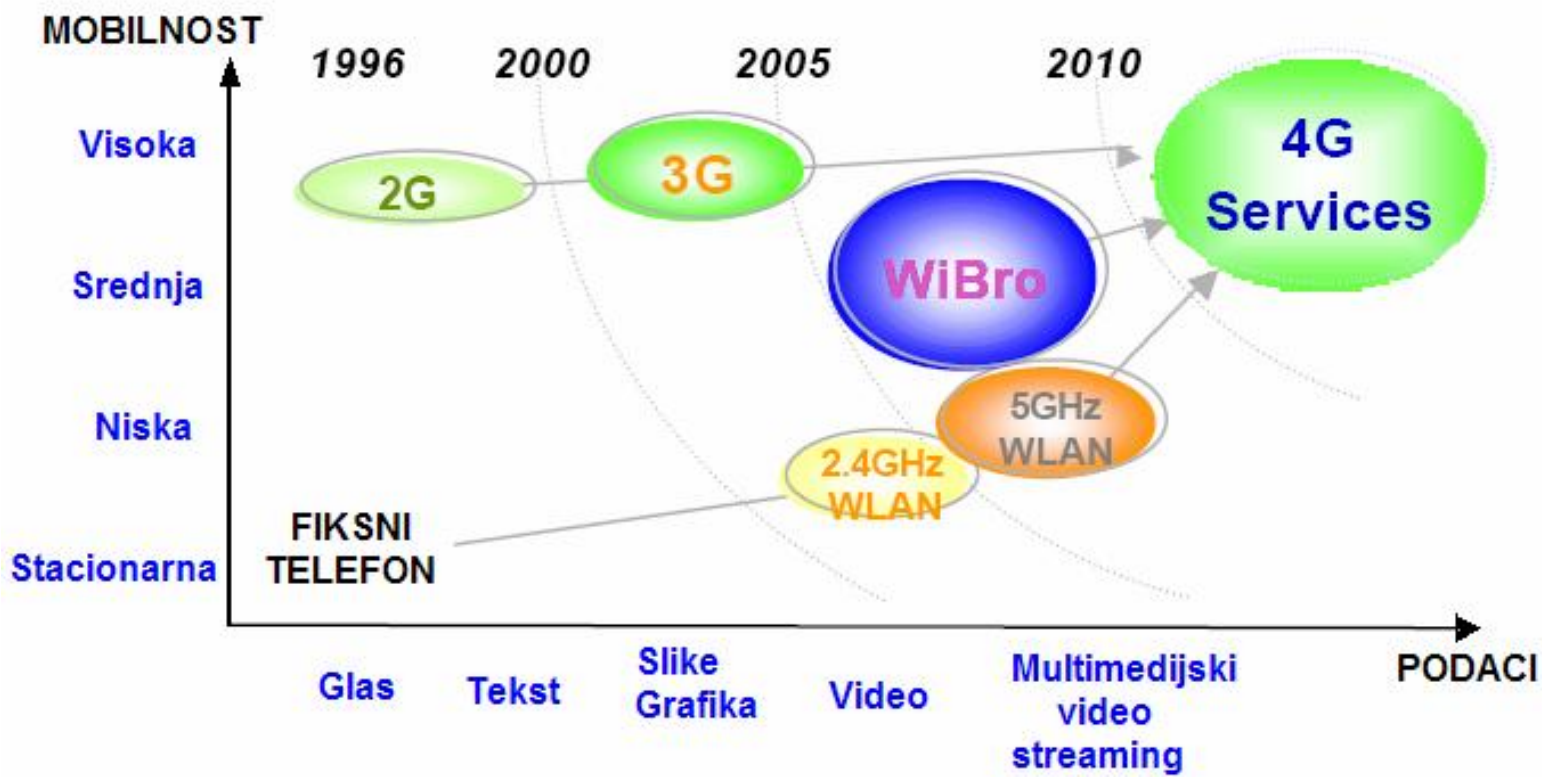 MOBILNOST
1996 2000 2005 2010
Visoka
Srednja
Niska
Stacionarna
2G
3G
4G
Services
WiBro
5GHz
WLAN
2.4GHz
WLAN
FIKSNI
TELEFON
Glas
Tekst
Slike
Grafika
Video
Multimedijski
video
streaming
PODACI